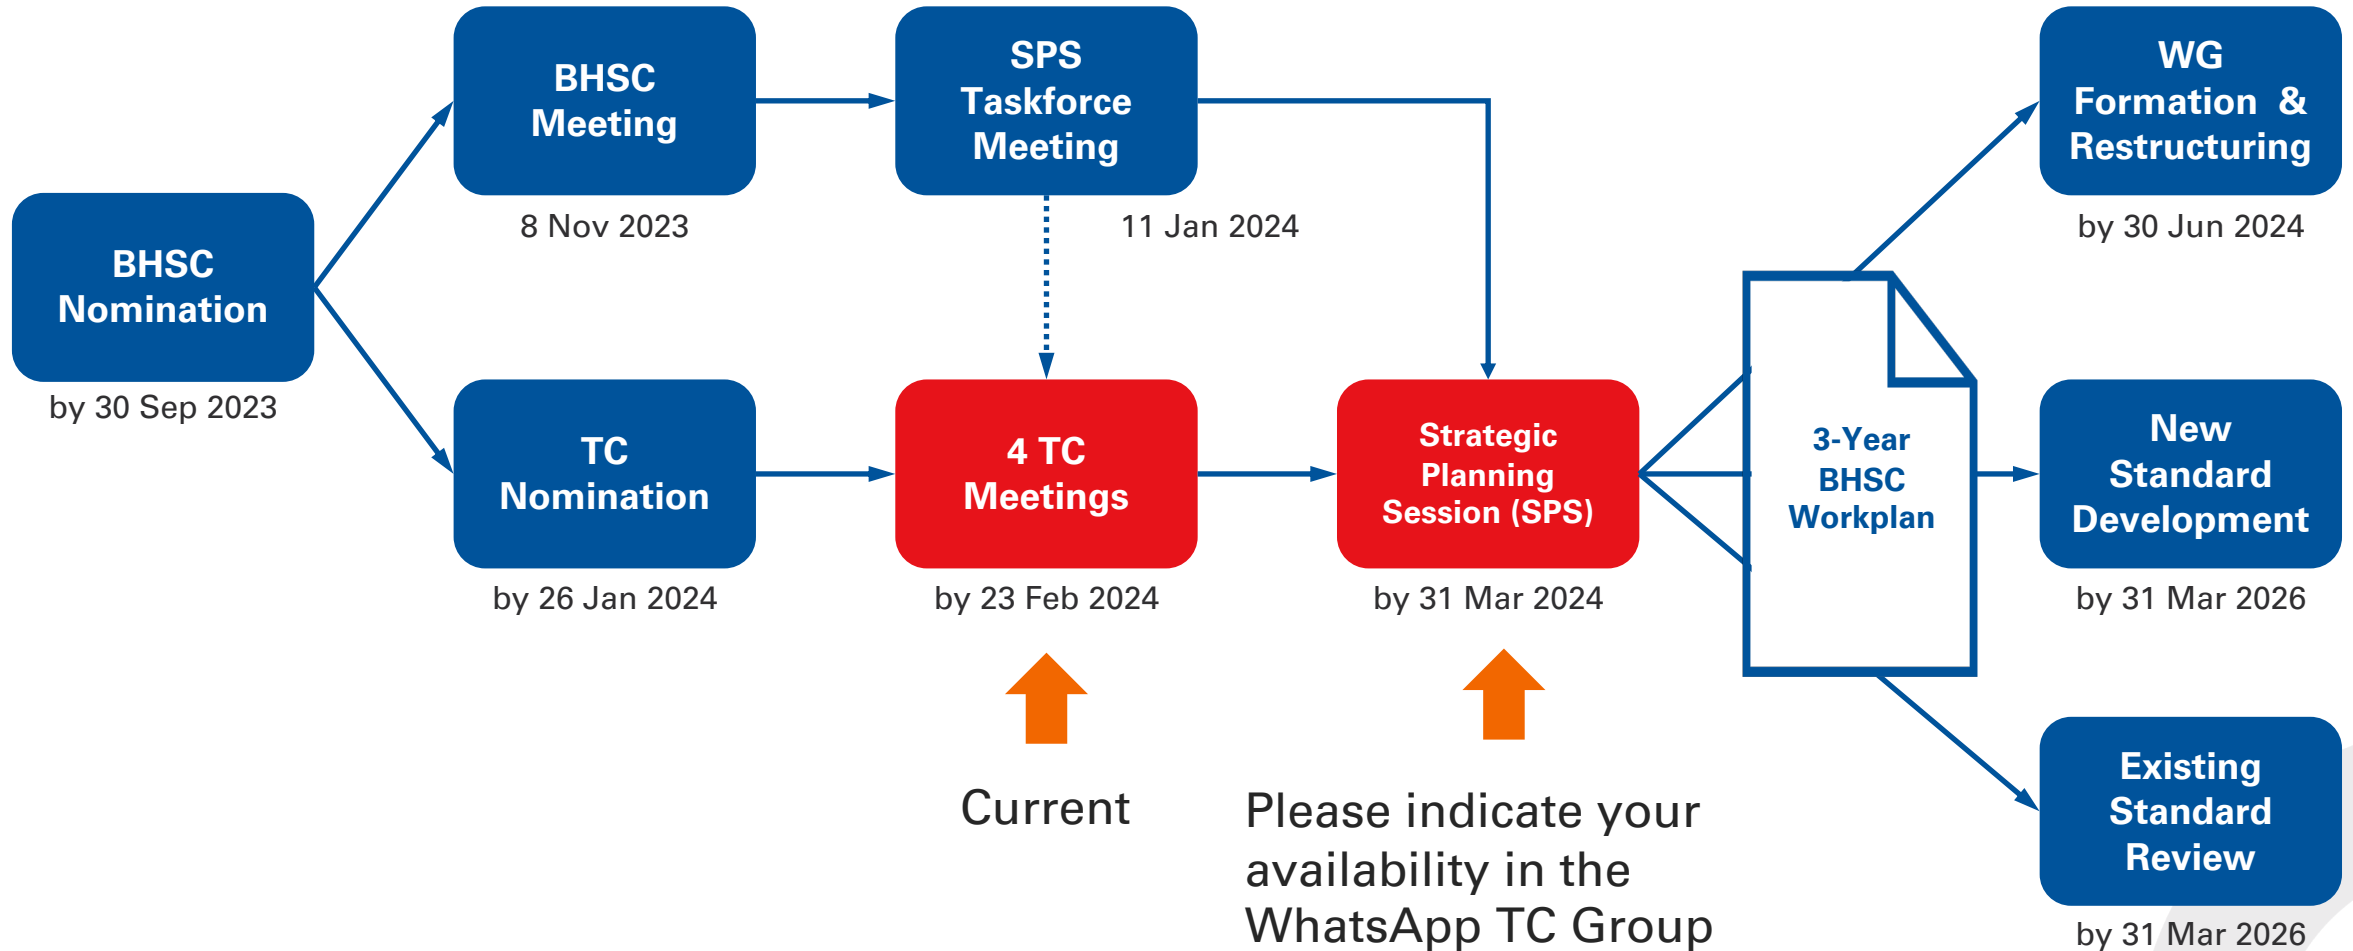 BHSC
Nomination
by 30 Sep 2023
BHSC
Meeting
8 Nov 2023
SPS
Taskforce
Meeting
11 Jan 2024
TC
Nomination
by 26 Jan 2024
4 TC
Meetings
by 23 Feb 2024
Current
Strategic
Planning
Session (SPS)
by 31 Mar 2024
Please indicate your
availability in the
WhatsApp TC Group
3-Year
BHSC
Workplan
WG
Formation &
Restructuring
by 30 Jun 2024
New
Standard
Development
by 31 Mar 2026
Existing
Standard
Review
by 31 Mar 2026